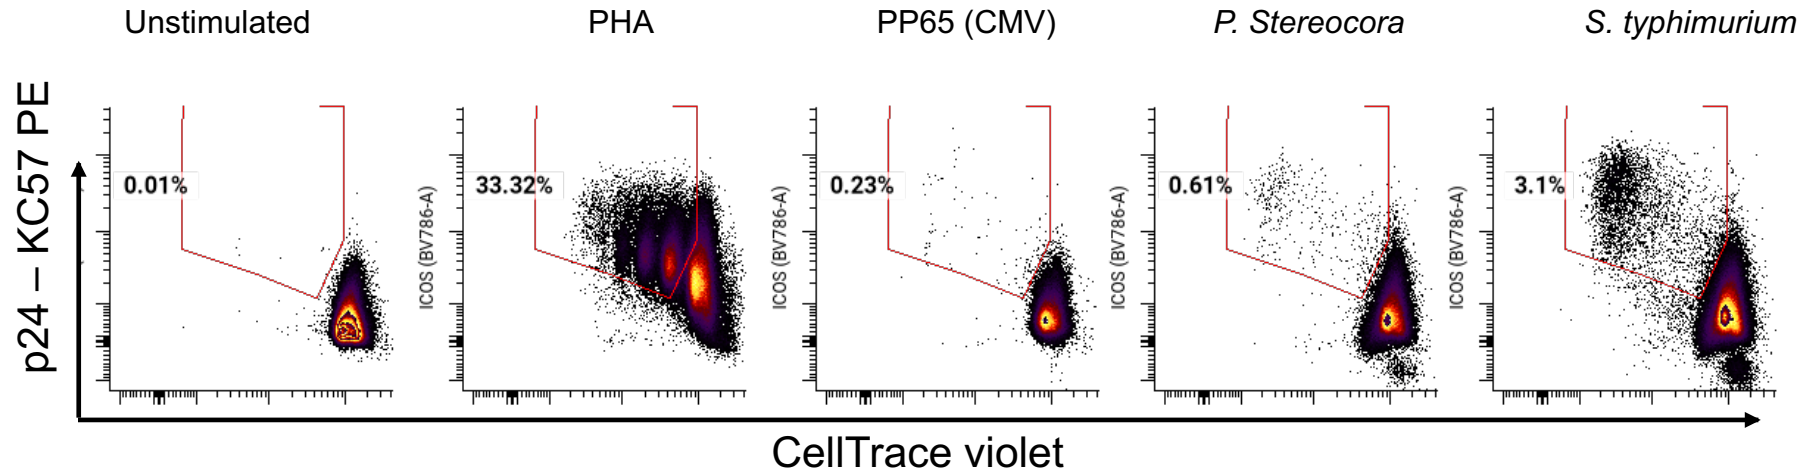 Unstimulated
PHA
PP65 (CMV)
P. Stereocora
S. typhimurium
p24 – KC57 PE
0.01%
ICOS (BV786-A)
33.32%
ICOS (BV786-A)
0.23%
ICOS (BV786-A)
0.61%
ICOS (BV786-A)
3.1%
CellTrace violet